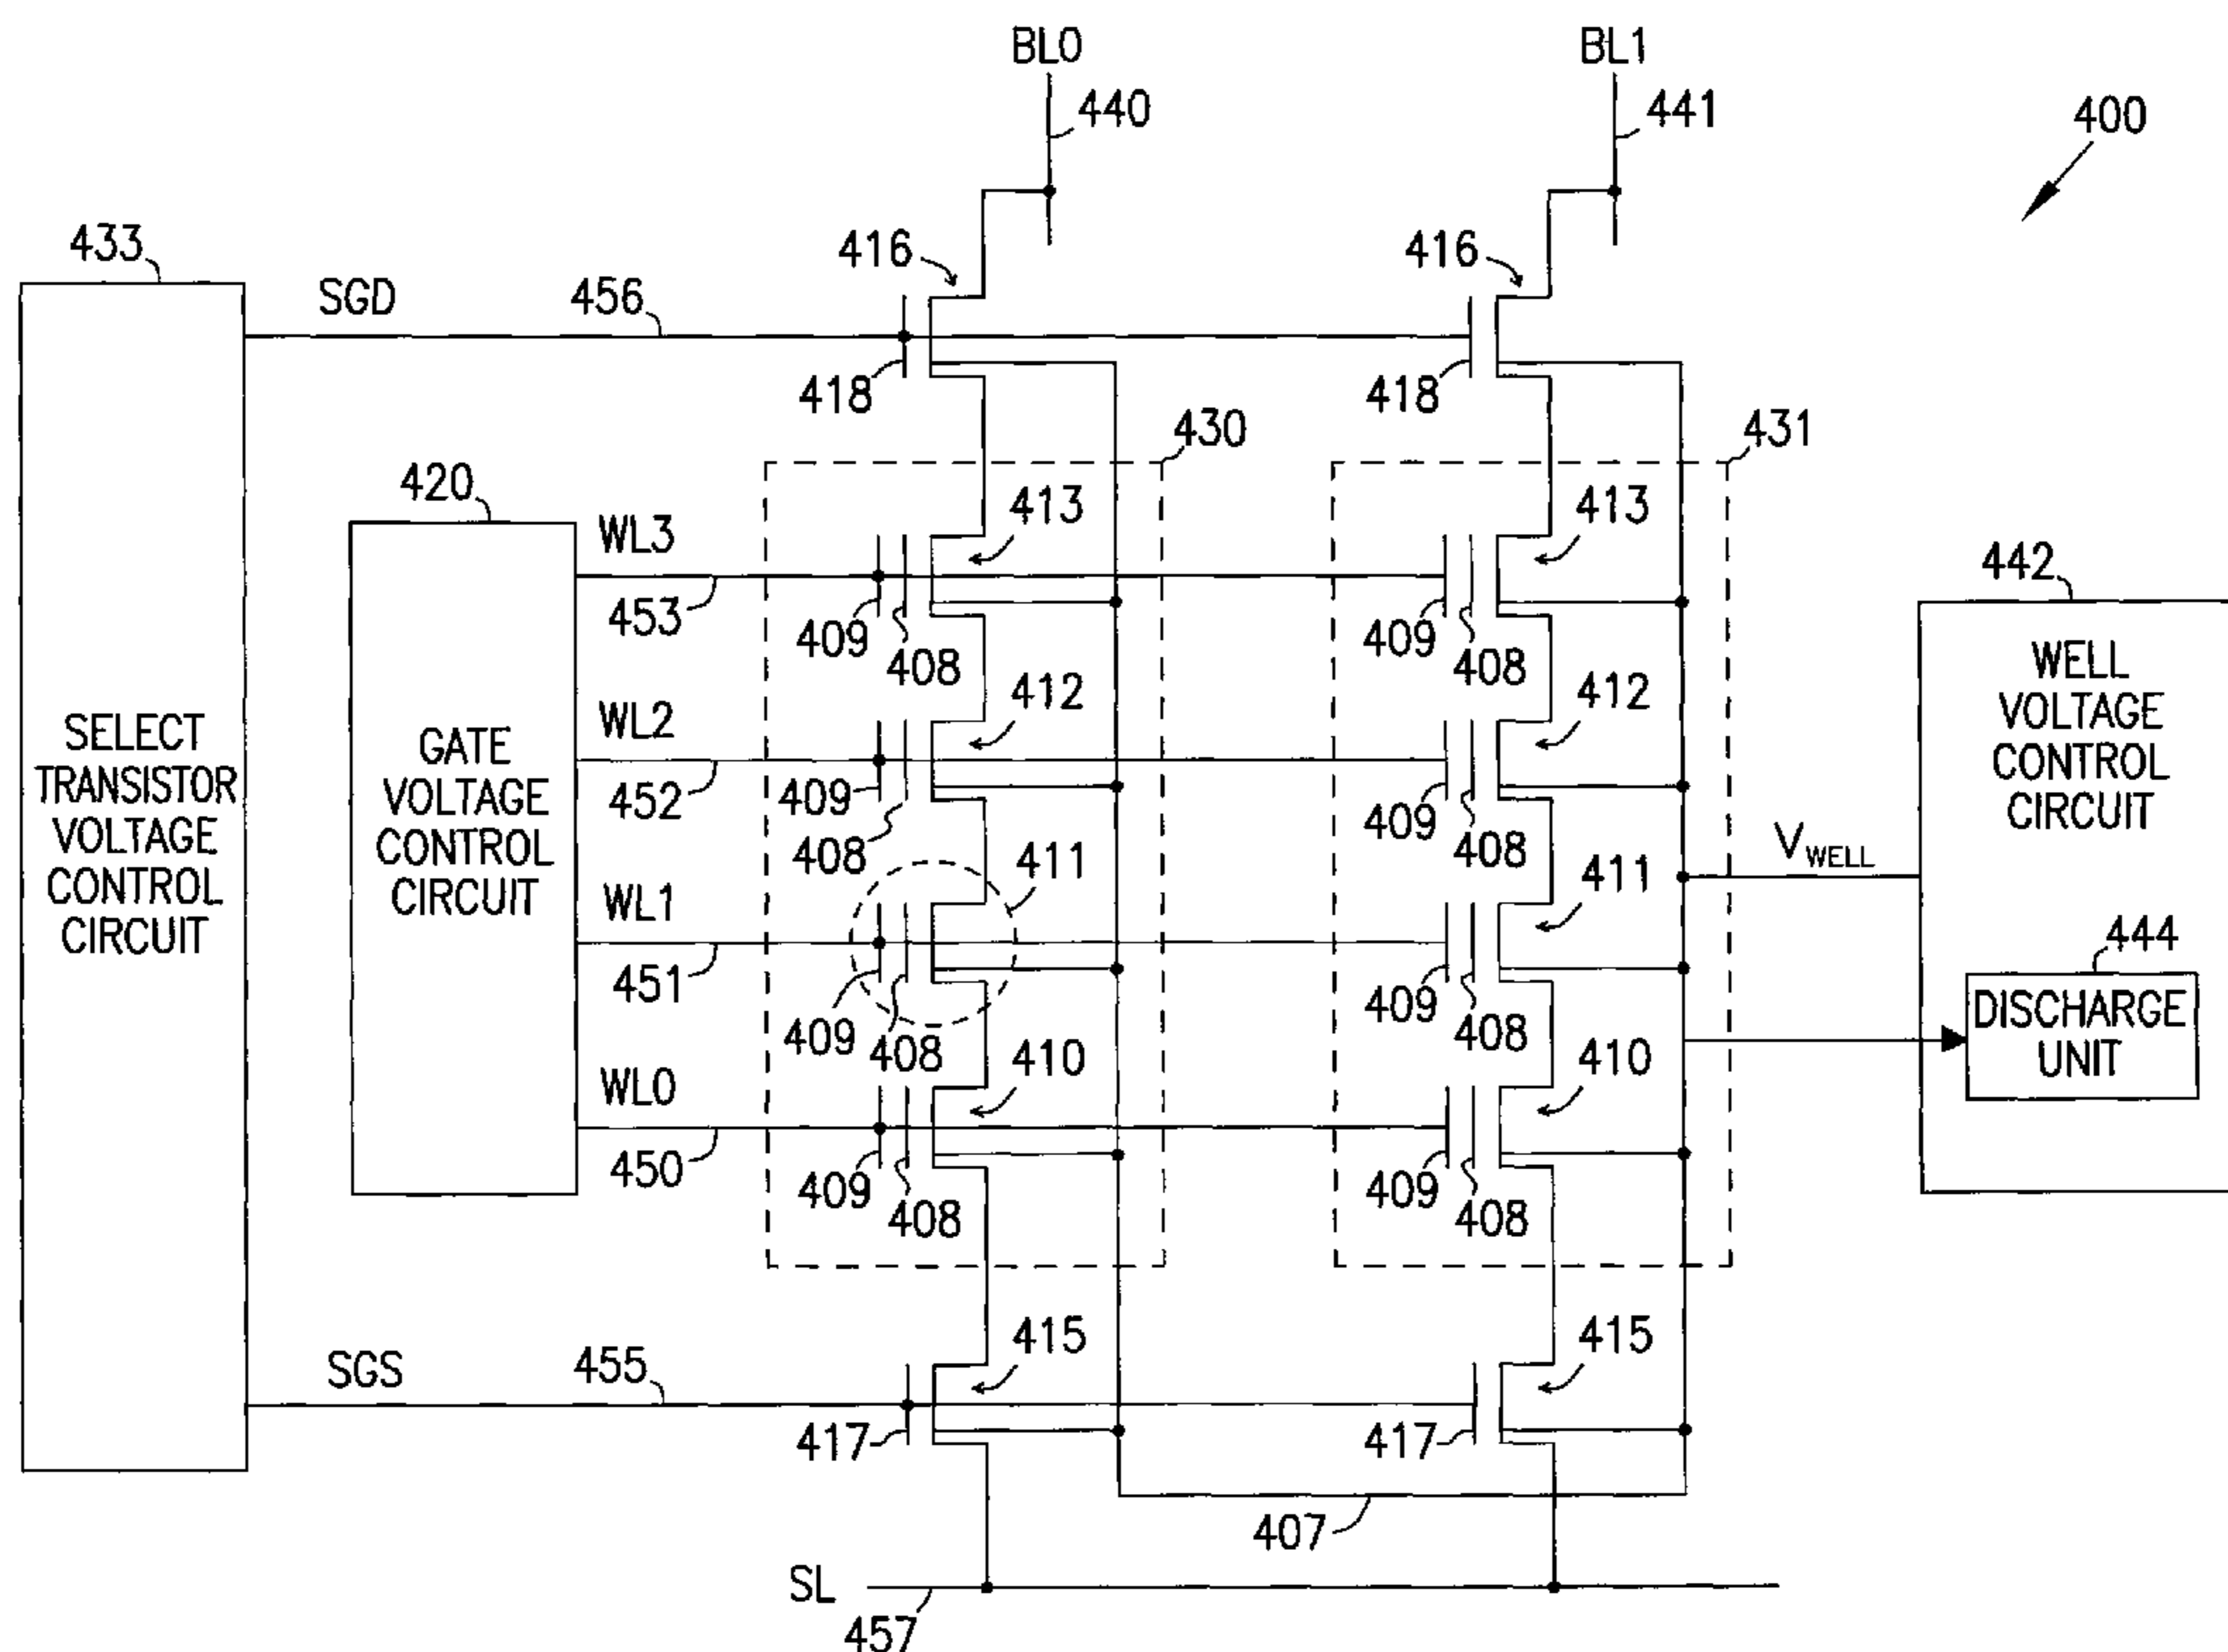 BL0
BL1
440
441
400
433
416
416
SGD
456
418
418
430
431
420
413
413
WL3
442
453
409
408
409
408
WELL
VOLTAGE
CONTROL
CIRCUIT
SELECT
TRANSISTOR
VOLTAGE
CONTROL
CIRCUIT
GATE
VOLTAGE
CONTROL
CIRCUIT
WL2
412
412
452
409
408
409
408
VWELL
411
411
WL1
444
451
409
408
409
408
DISCHARGE
UNIT
410
410
WL0
450
409
408
409
408
415
415
SGS
455
417
417
407
SL
457